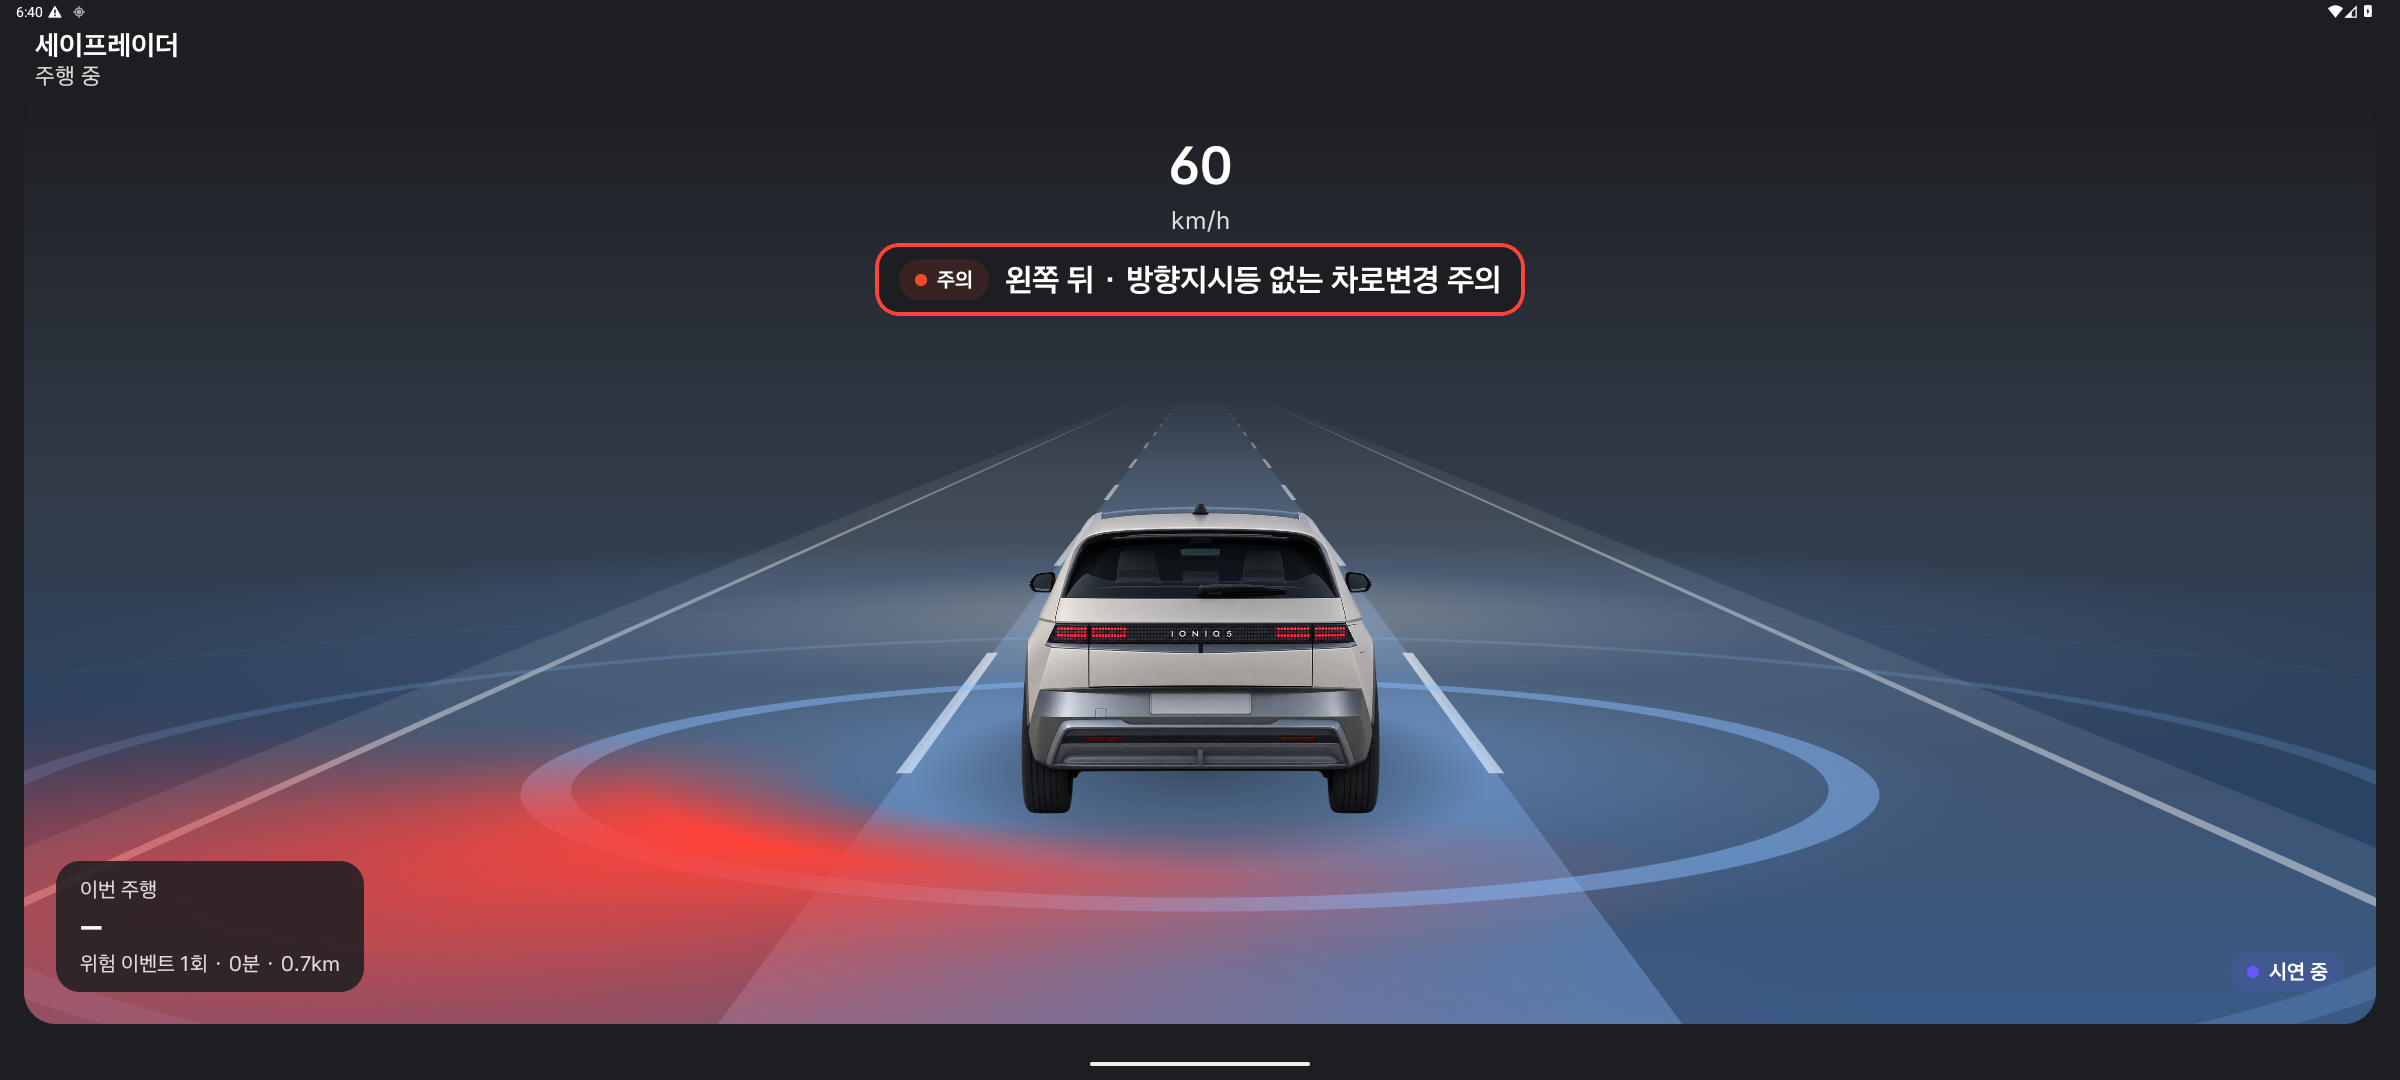 6:40
세이프레이더
주행 중
60
km/h
주의 왼쪽 뒤 · 방향지시등 없는 차로변경 주의
IONIQ5
이번 주행
–
위험 이벤트 1회 · 0분 · 0.7km
시연 중